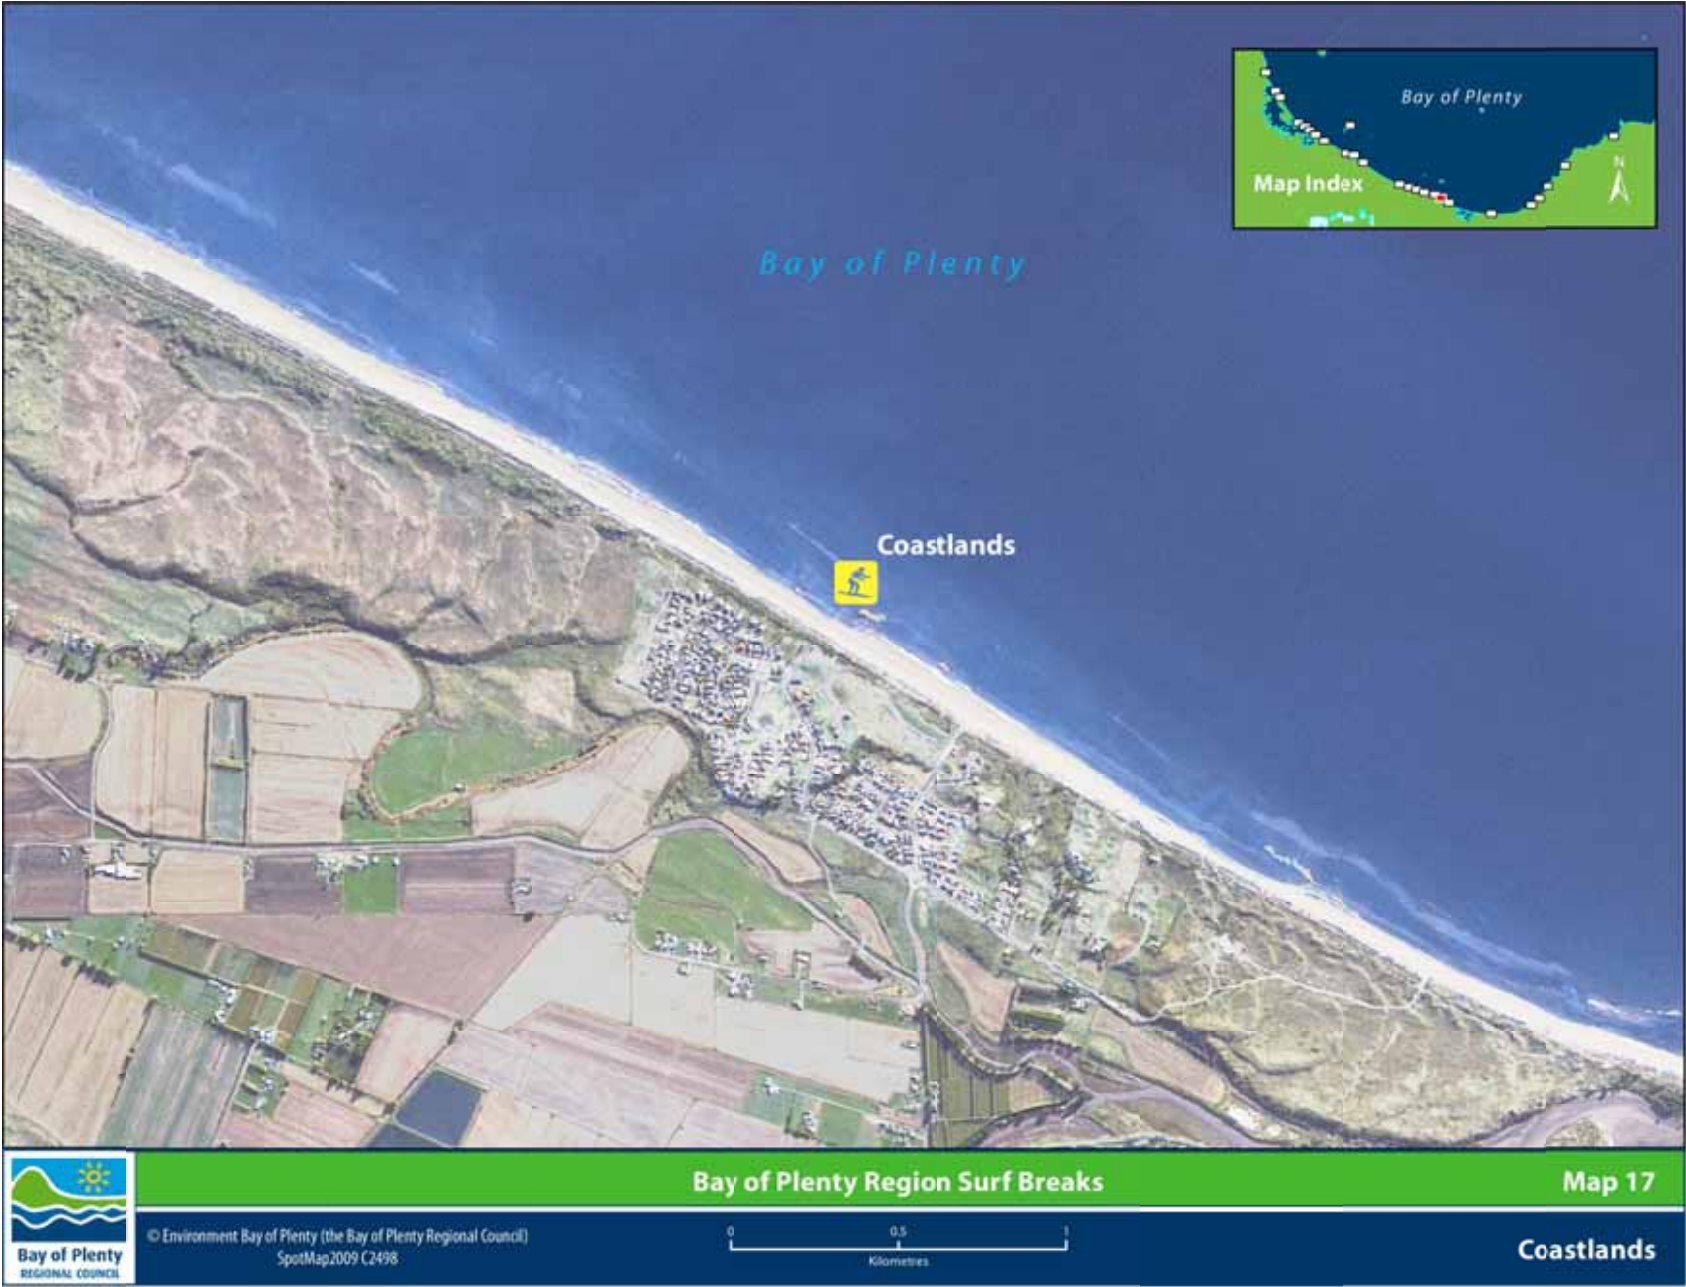 Bay of Plenty
N
Map Index
Bay of Plenty
Coastlands
Bay of Plenty Region Surf Breaks
Map 17
© Environment Bay of Plenty (the Bay of Plenty Regional Council)
SpotMap2009 C2498
0 0.5 1
Kilometres
Coastlands
Bay of Plenty
REGIONAL COUNCIL